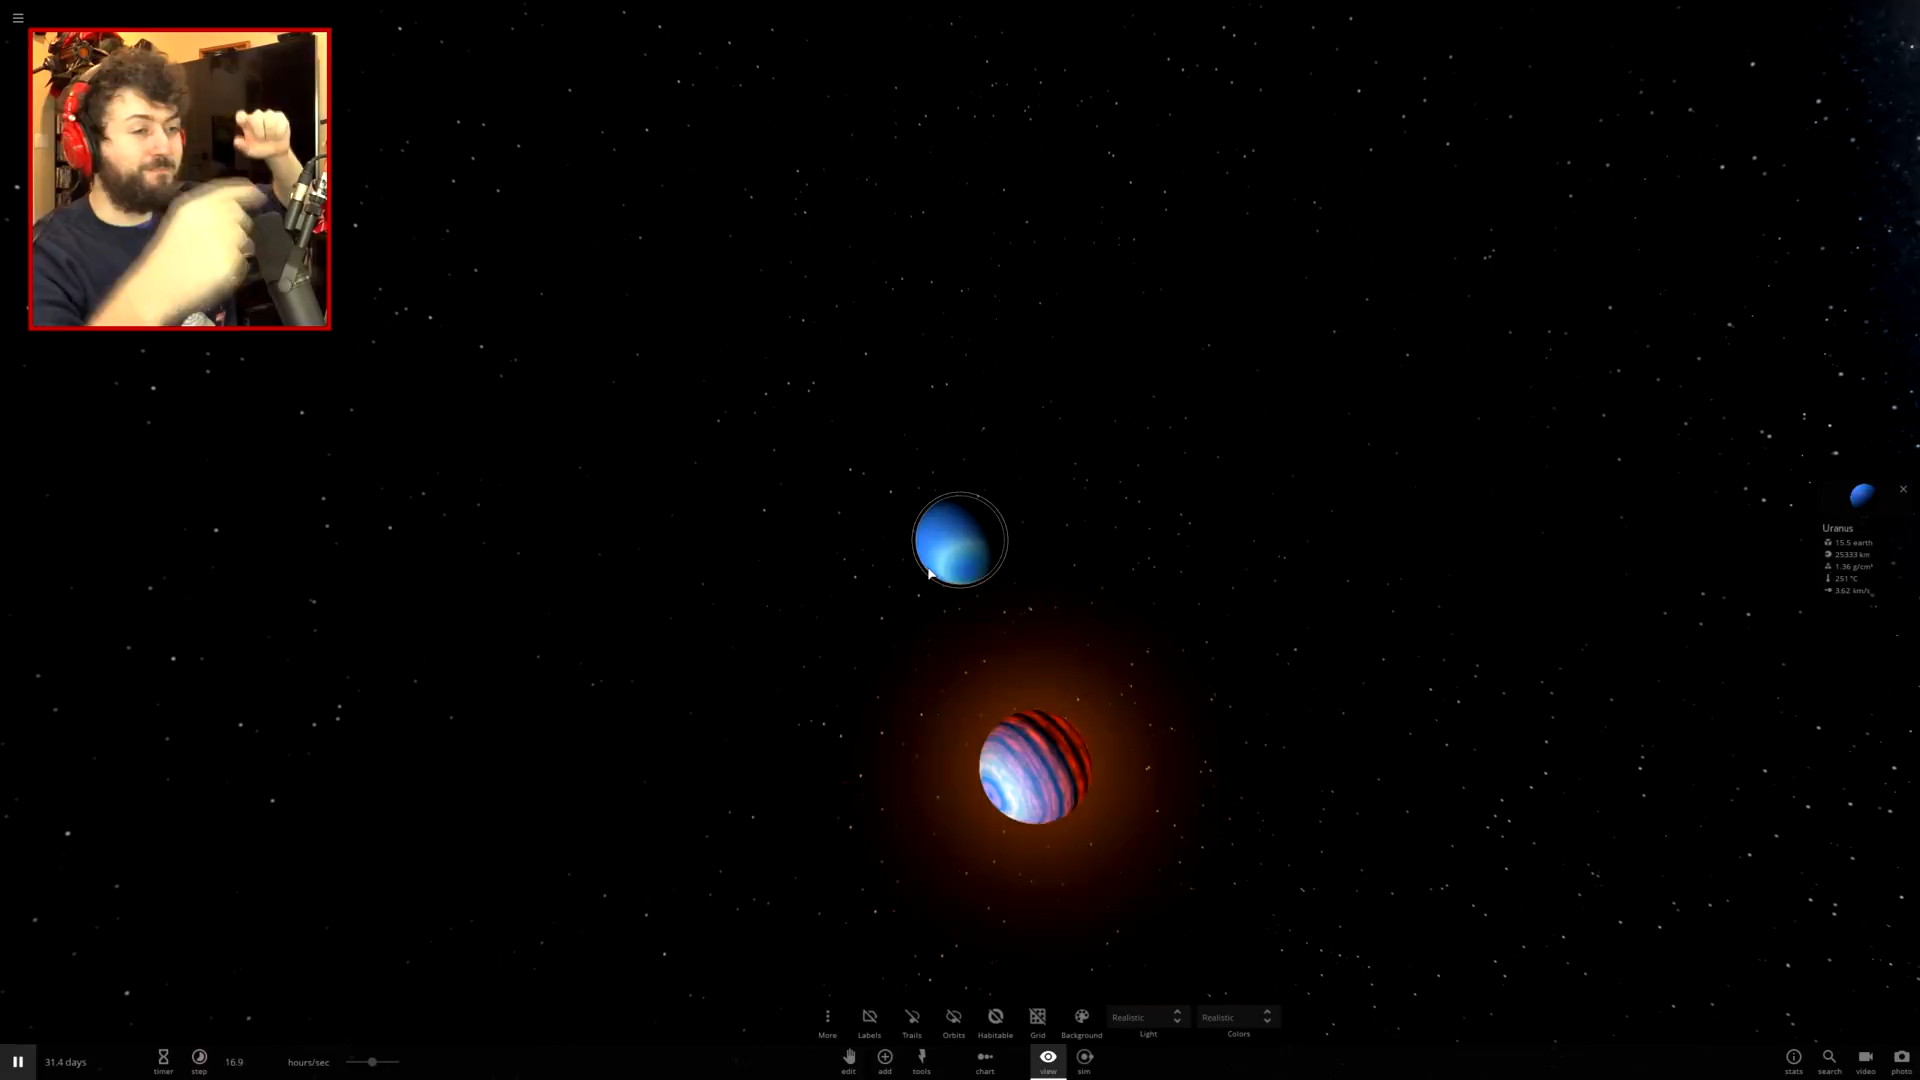 Uranus
15.5 earth
25333 km
1.36 g/cm³
251 °C
3.62 km/s
More
Labels
Trails
Orbits
Habitable
Grid
Background
Realistic
Light
Realistic
Colors
31.4 days
timer
step
16.9
hours/sec
edit
add
tools
chart
view
sim
stats
search
video
photo